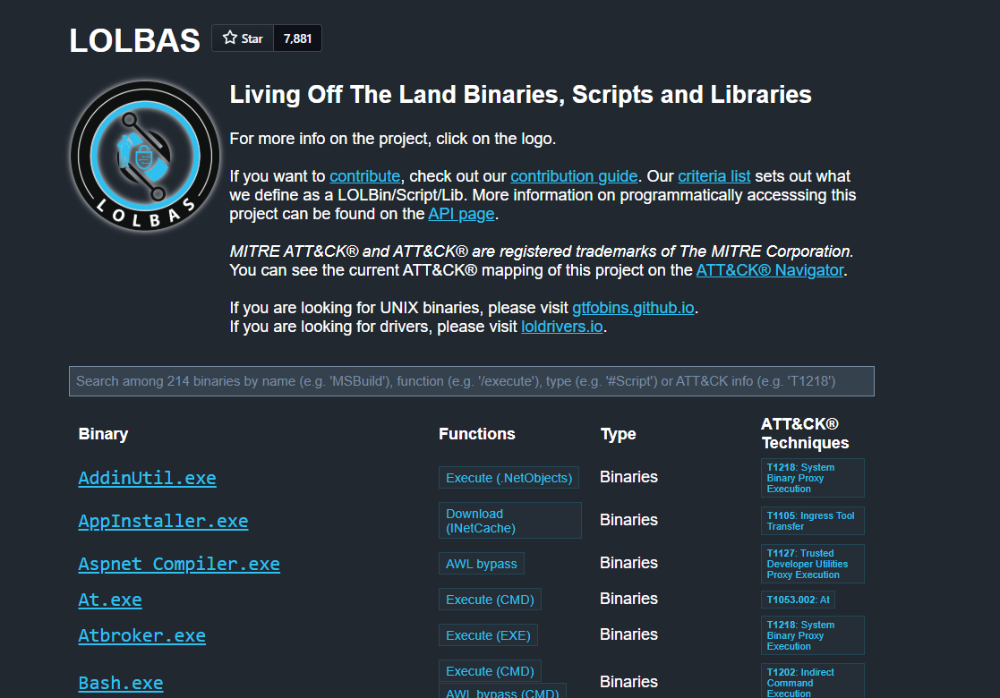 LOLBAS Star 7,881
Living Off The Land Binaries, Scripts and Libraries
For more info on the project, click on the logo.
If you want to contribute, check out our contribution guide. Our criteria list sets out what
we define as a LOLBin/Script/Lib. More information on programmatically accesssing this
project can be found on the API page.
LOLBAS
MITRE ATT&CK® and ATT&CK® are registered trademarks of The MITRE Corporation.
You can see the current ATT&CK® mapping of this project on the ATT&CK® Navigator.
If you are looking for UNIX binaries, please visit gtfobins.github.io.
If you are looking for drivers, please visit loldrivers.io.
Search among 214 binaries by name (e.g. 'MSBuild'), function (e.g. '/execute'), type (e.g. '#Script') or ATT&CK info (e.g. 'T1218')
Binary Functions Type ATT&CK®
Techniques
AddinUtil.exe Execute (.NetObjects) Binaries T1218: System
Binary Proxy
Execution
AppInstaller.exe Download
(INetCache) Binaries T1105: Ingress Tool
Transfer
Aspnet_Compiler.exe AWL bypass Binaries T1127: Trusted
Developer Utilities
Proxy Execution
At.exe Execute (CMD) Binaries T1053.002: At
Atbroker.exe Execute (EXE) Binaries T1218: System
Binary Proxy
Execution
Bash.exe Execute (CMD) Binaries T1202: Indirect
AWL bypass (CMD) Command
Execution